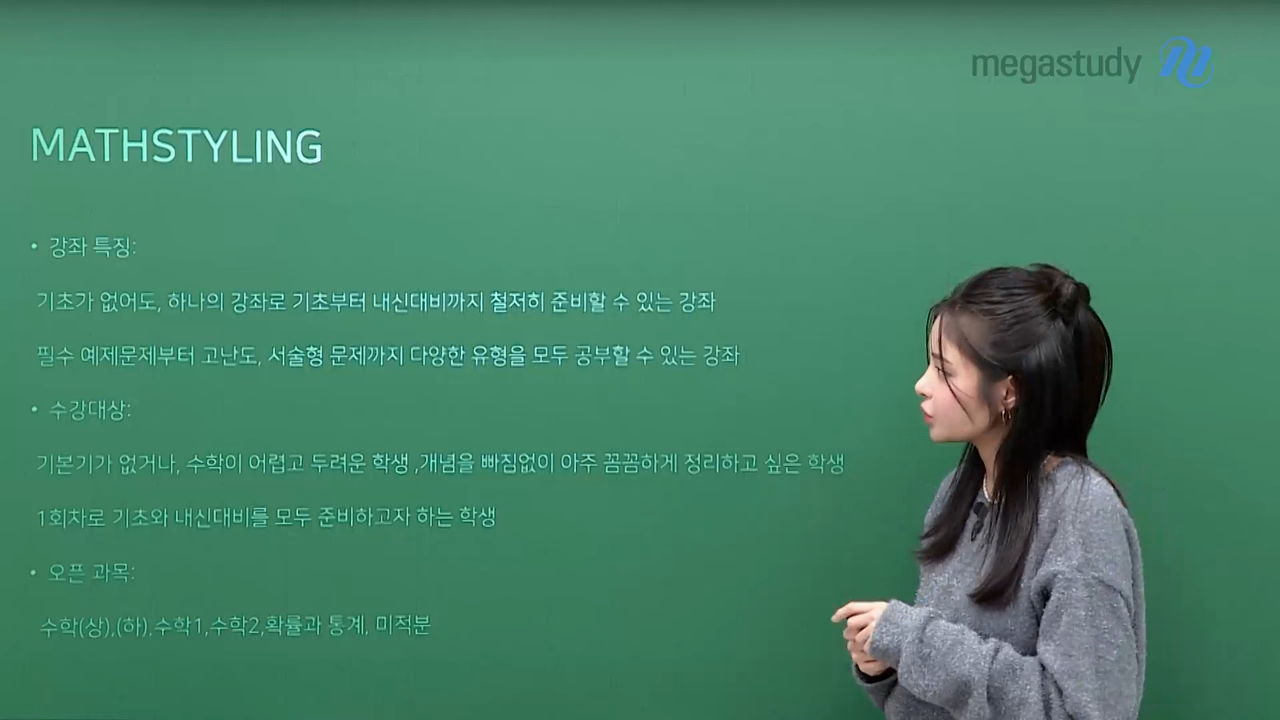 megastudy
MATHSTYLING
• 강좌 특징:
기초가 없어도, 하나의 강좌로 기초부터 내신대비까지 철저히 준비할 수 있는 강좌
필수 예제문제부터 고난도, 서술형 문제까지 다양한 유형을 모두 공부할 수 있는 강좌
• 수강대상:
기본기가 없거나, 수학이 어렵고 두려운 학생 ,개념을 빠짐없이 아주 꼼꼼하게 정리하고 싶은 학생
1회차로 기초와 내신대비를 모두 준비하고자 하는 학생
• 오픈 과목:
수학(상),(하),수학1,수학2,확률과 통계, 미적분